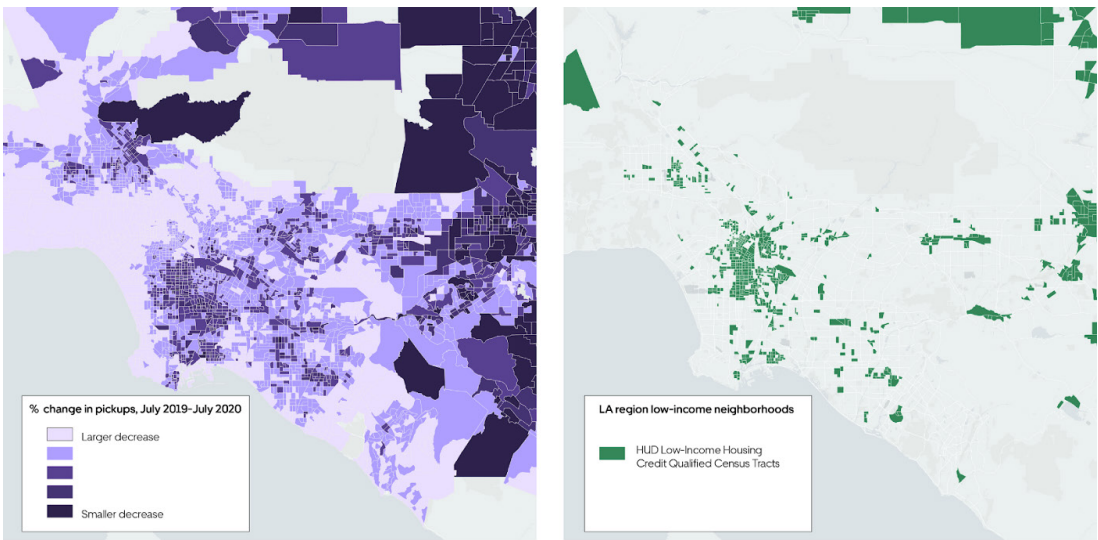 % change in pickups, July 2019-July 2020
Larger decrease
Smaller decrease
LA region low-income neighborhoods
HUD Low-Income Housing
Credit Qualified Census Tracts